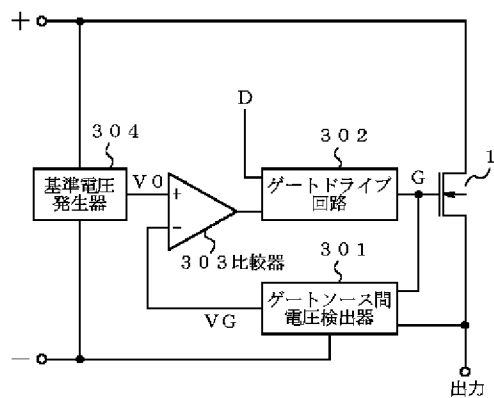 ＋
D
３０４
３０２
1
基準電圧
発生器
V０
＋
−
ゲートドライブ
回路
G
３０３比較器
３０１
ゲートソース間
電圧検出器
VG
−
出力